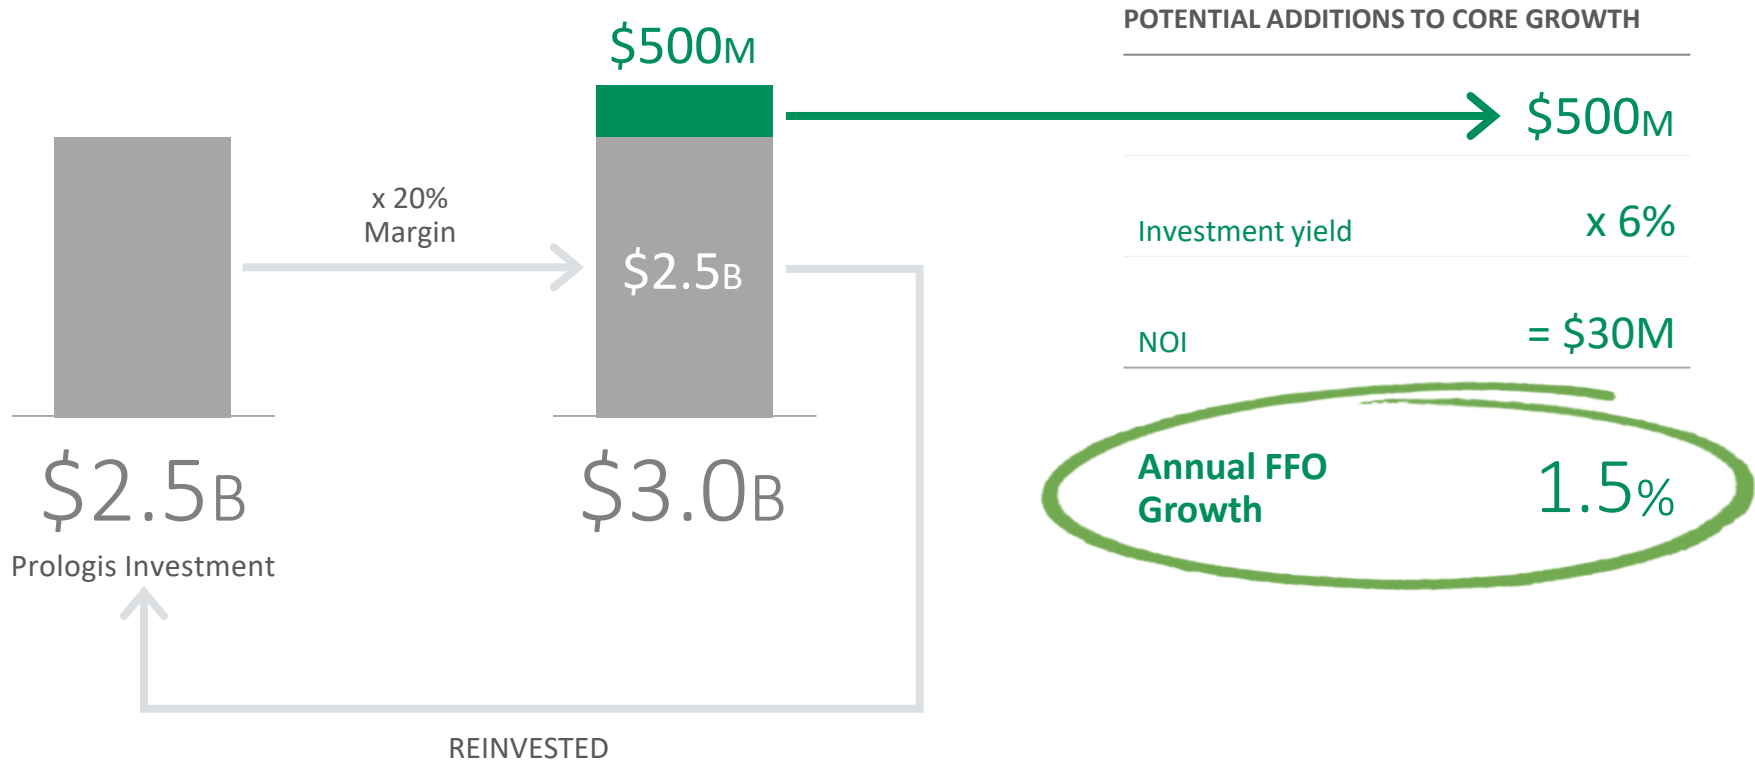 $500M
x 20%
Margin
$2.5B
$2.5B
Prologis Investment
$3.0B
REINVESTED
POTENTIAL ADDITIONS TO CORE GROWTH
$500M
Investment yield x 6%
NOI = $30M
Annual FFO
Growth
1.5%